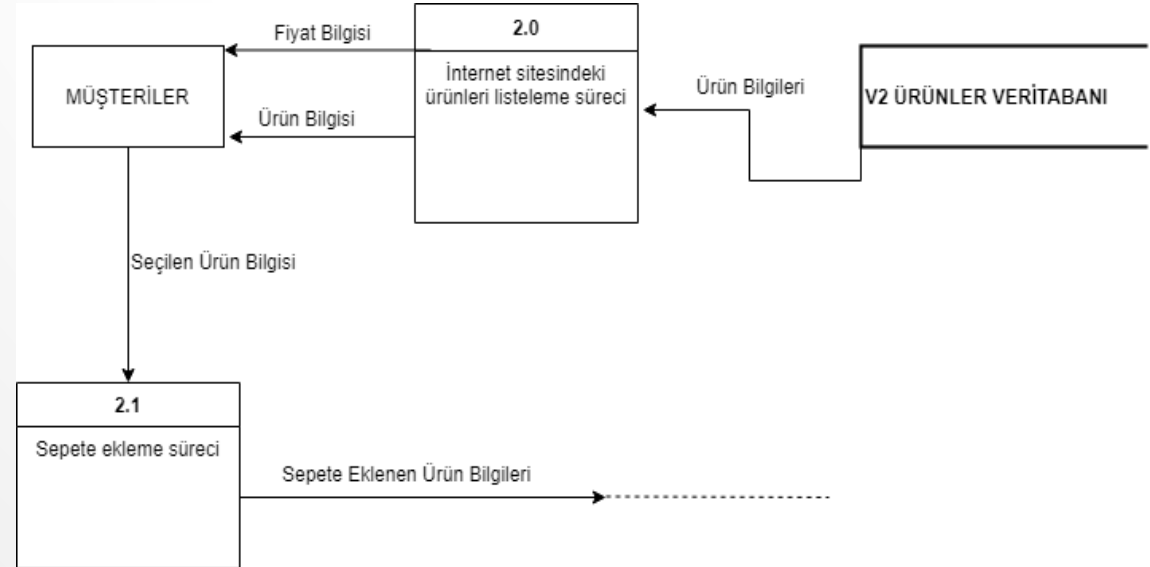 Fiyat Bilgisi
2.0
MÜŞTERİLER
İnternet sitesindeki
ürünleri listeleme süreci
Ürün Bilgileri
V2 ÜRÜNLER VERİTABANI
Ürün Bilgisi
Seçilen Ürün Bilgisi
2.1
Sepete ekleme süreci
Sepete Eklenen Ürün Bilgileri